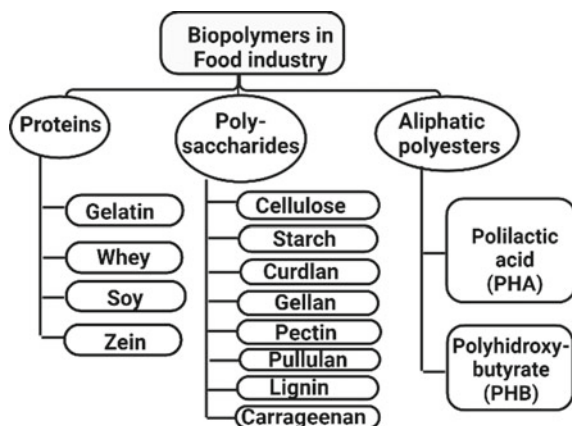 Biopolymers in
Food industry
Proteins
Poly-
saccharides
Aliphatic
polyesters
Gelatin
Whey
Soy
Zein
Cellulose
Starch
Curdlan
Gellan
Pectin
Pullulan
Lignin
Carrageenan
Polilactic
acid
(PHA)
Polyhidroxy-
butyrate
(PHB)